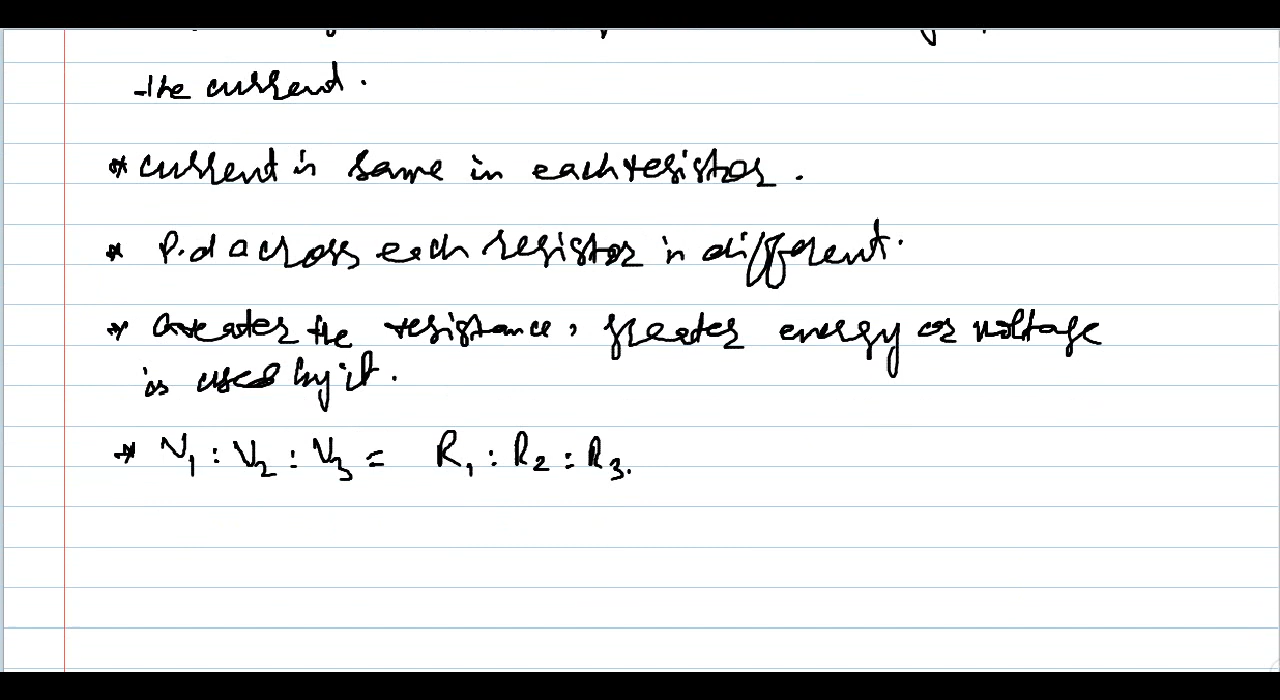 the current.
* current is same in each resistor.
* P.d across each resistor is different.
* Greater the resistance, greater energy or voltage
is used by it.
* V1 : V2 : V3 = R1 : R2 : R3.